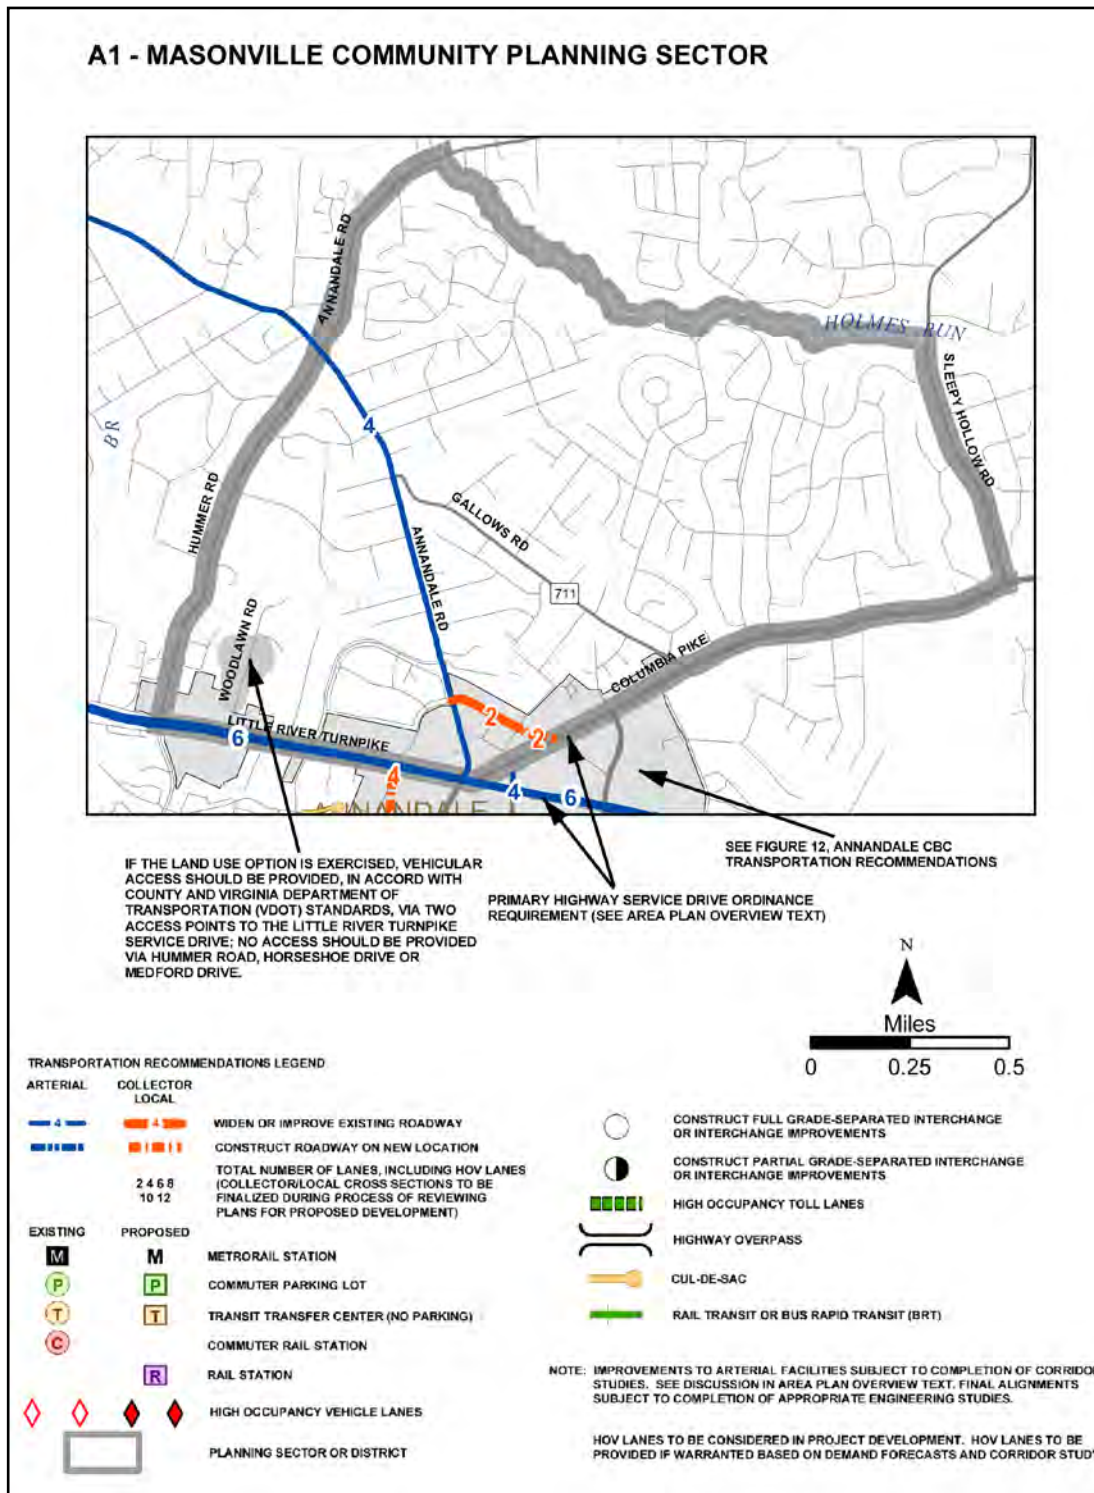 A1 - MASONVILLE COMMUNITY PLANNING SECTOR
ANNANDALE RD
HOLMES RUN
SLEEPY HOLLOW RD
BR
4
HUMMER RD
GALLOWS RD
ANNANDALE RD
711
WOODLAWN RD
COLUMBIA PIKE
LITTLE RIVER TURNPIKE
2
2
6
4
4
6
IF THE LAND USE OPTION IS EXERCISED, VEHICULAR
ACCESS SHOULD BE PROVIDED, IN ACCORD WITH
COUNTY AND VIRGINIA DEPARTMENT OF
TRANSPORTATION (VDOT) STANDARDS, VIA TWO
ACCESS POINTS TO THE LITTLE RIVER TURNPIKE
SERVICE DRIVE; NO ACCESS SHOULD BE PROVIDED
VIA HUMMER ROAD, HORSESHOE DRIVE OR
MEDFORD DRIVE.
PRIMARY HIGHWAY SERVICE DRIVE ORDINANCE
REQUIREMENT (SEE AREA PLAN OVERVIEW TEXT)
SEE FIGURE 12, ANNANDALE CBC
TRANSPORTATION RECOMMENDATIONS
N
Miles
0 0.25 0.5
TRANSPORTATION RECOMMENDATIONS LEGEND
ARTERIAL COLLECTOR
LOCAL
4 4 WIDEN OR IMPROVE EXISTING ROADWAY
CONSTRUCT ROADWAY ON NEW LOCATION
2 4 6 8
10 12
TOTAL NUMBER OF LANES, INCLUDING HOV LANES
(COLLECTOR/LOCAL CROSS SECTIONS TO BE
FINALIZED DURING PROCESS OF REVIEWING
PLANS FOR PROPOSED DEVELOPMENT)
EXISTING PROPOSED
M M METRORAIL STATION
P P COMMUTER PARKING LOT
T T TRANSIT TRANSFER CENTER (NO PARKING)
C COMMUTER RAIL STATION
R RAIL STATION
HIGH OCCUPANCY VEHICLE LANES
PLANNING SECTOR OR DISTRICT
CONSTRUCT FULL GRADE-SEPARATED INTERCHANGE
OR INTERCHANGE IMPROVEMENTS
CONSTRUCT PARTIAL GRADE-SEPARATED INTERCHANGE
OR INTERCHANGE IMPROVEMENTS
HIGH OCCUPANCY TOLL LANES
HIGHWAY OVERPASS
CUL-DE-SAC
RAIL TRANSIT OR BUS RAPID TRANSIT (BRT)
NOTE: IMPROVEMENTS TO ARTERIAL FACILITIES SUBJECT TO COMPLETION OF CORRIDO
STUDIES. SEE DISCUSSION IN AREA PLAN OVERVIEW TEXT. FINAL ALIGNMENTS
SUBJECT TO COMPLETION OF APPROPRIATE ENGINEERING STUDIES.
HOV LANES TO BE CONSIDERED IN PROJECT DEVELOPMENT. HOV LANES TO BE
PROVIDED IF WARRANTED BASED ON DEMAND FORECASTS AND CORRIDOR STUD